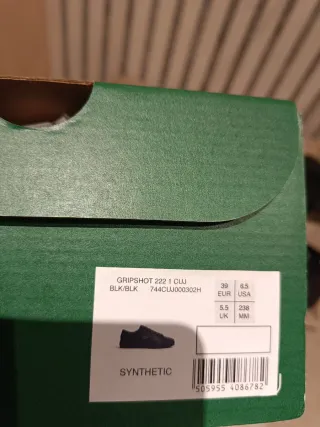 GRIPSHOT 222 1 CUJ
BLK/BLK 744CUJ000302H
39 EUR 6,5 USA
5.5 UK 238 MM
SYNTHETIC
505955 4086782